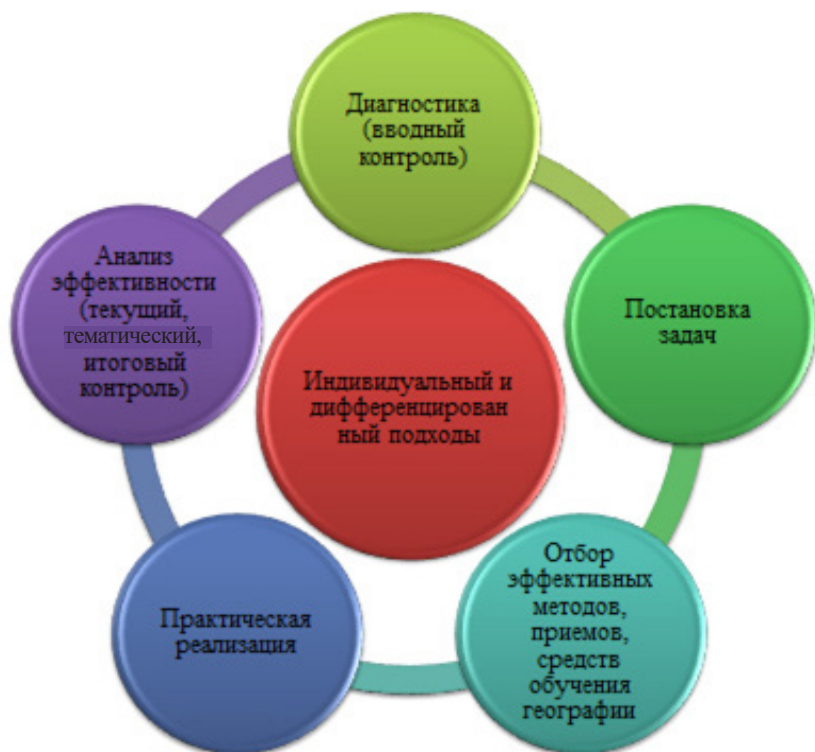 Диагностика
(вводный
контроль)
Постановка
задач
Отбор
эффективных
методов,
приемов,
средств
обучения
географии
Практическая
реализация
Анализ
эффективности
(текущий,
тематический,
итоговый
контроль)
Индивидуальный и
дифференцирован
ный подходы